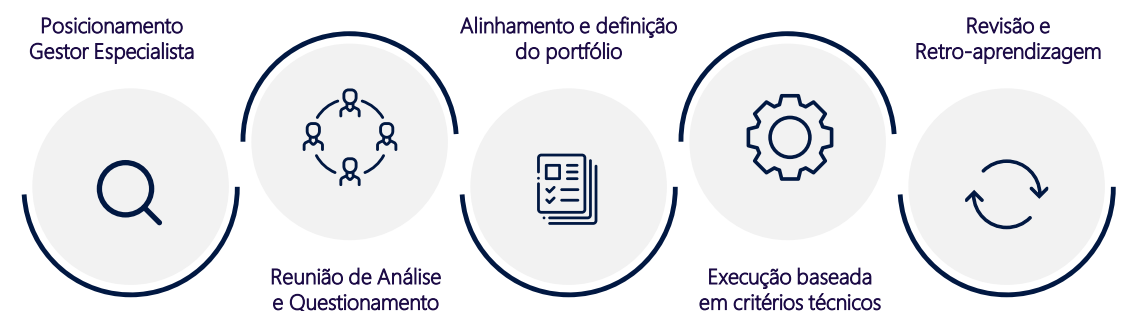 Posicionamento
Gestor Especialista
Reunião de Análise
e Questionamento
Alinhamento e definição
do portfólio
Execução baseada
em critérios técnicos
Revisão e
Retro-aprendizagem